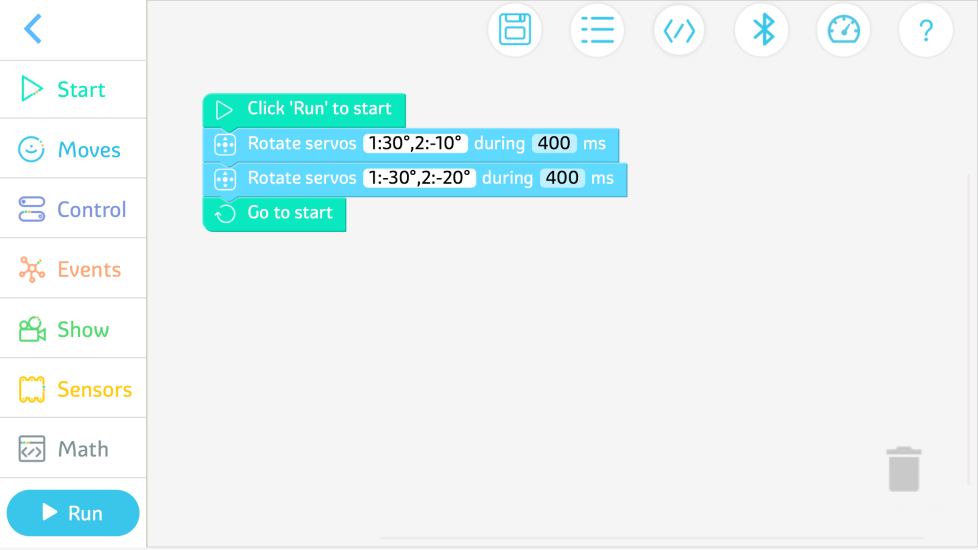 ?
Start
Moves
Control
Events
Show
Sensors
Math
Run
Click 'Run' to start
Rotate servos 1:30°,2:-10° during 400 ms
Rotate servos 1:-30°,2:-20° during 400 ms
Go to start